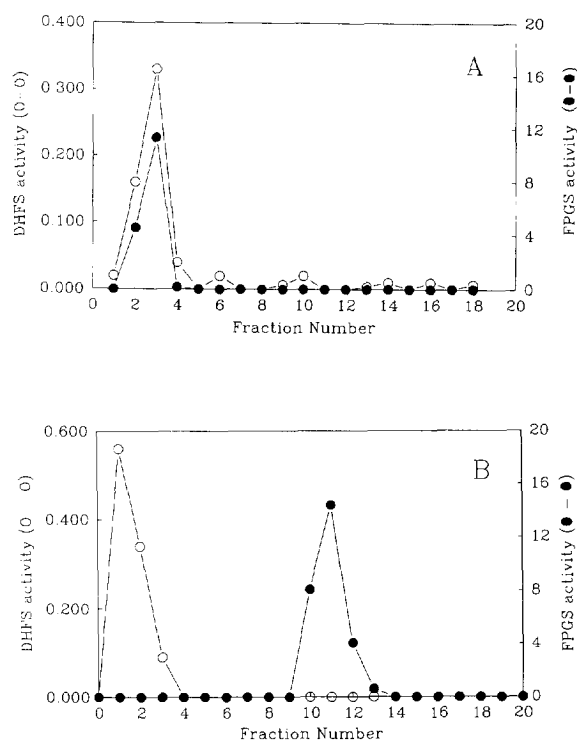 A
DHFS activity (O--O)
0.400
0.300
0.200
0.100
0.000
FPGS activity (●–●)
20
16
12
8
4
0
0 2 4 6 8 10 12 14 16 18 20
Fraction Number
B
DHFS activity (O O)
0.600
0.400
0.200
0.000
FPGS activity (●–●)
20
16
12
8
4
0
0 2 4 6 8 10 12 14 16 18 20
Fraction Number